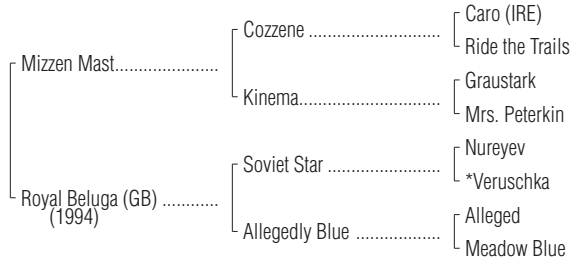 Caro (IRE)
Cozzene ..............................
Ride the Trails
Mizzen Mast.......................
Graustark
Kinema................................
Mrs. Peterkin
Nureyev
Soviet Star .........................
*Veruschka
Royal Beluga (GB) ............
(1994)
Alleged
Allegedly Blue ...................
Meadow Blue